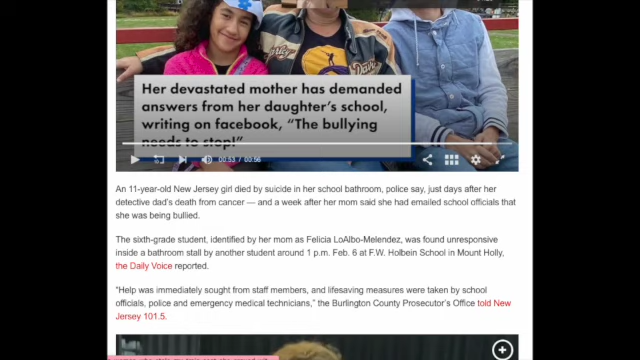 Her devastated mother has demanded
answers from her daughter's school,
writing on facebook, "The bullying
needs to stop!"
00:53 / 00:56
An 11-year-old New Jersey girl died by suicide in her school bathroom, police say, just days after her
detective dad's death from cancer — and a week after her mom said she had emailed school officials that
she was being bullied.
The sixth-grade student, identified by her mom as Felicia LoAlbo-Melendez, was found unresponsive
inside a bathroom stall by another student around 1 p.m. Feb. 6 at F.W. Holbein School in Mount Holly,
the Daily Voice reported.
"Help was immediately sought from staff members, and lifesaving measures were taken by school
officials, police and emergency medical technicians," the Burlington County Prosecutor's Office told New
Jersey 101.5.